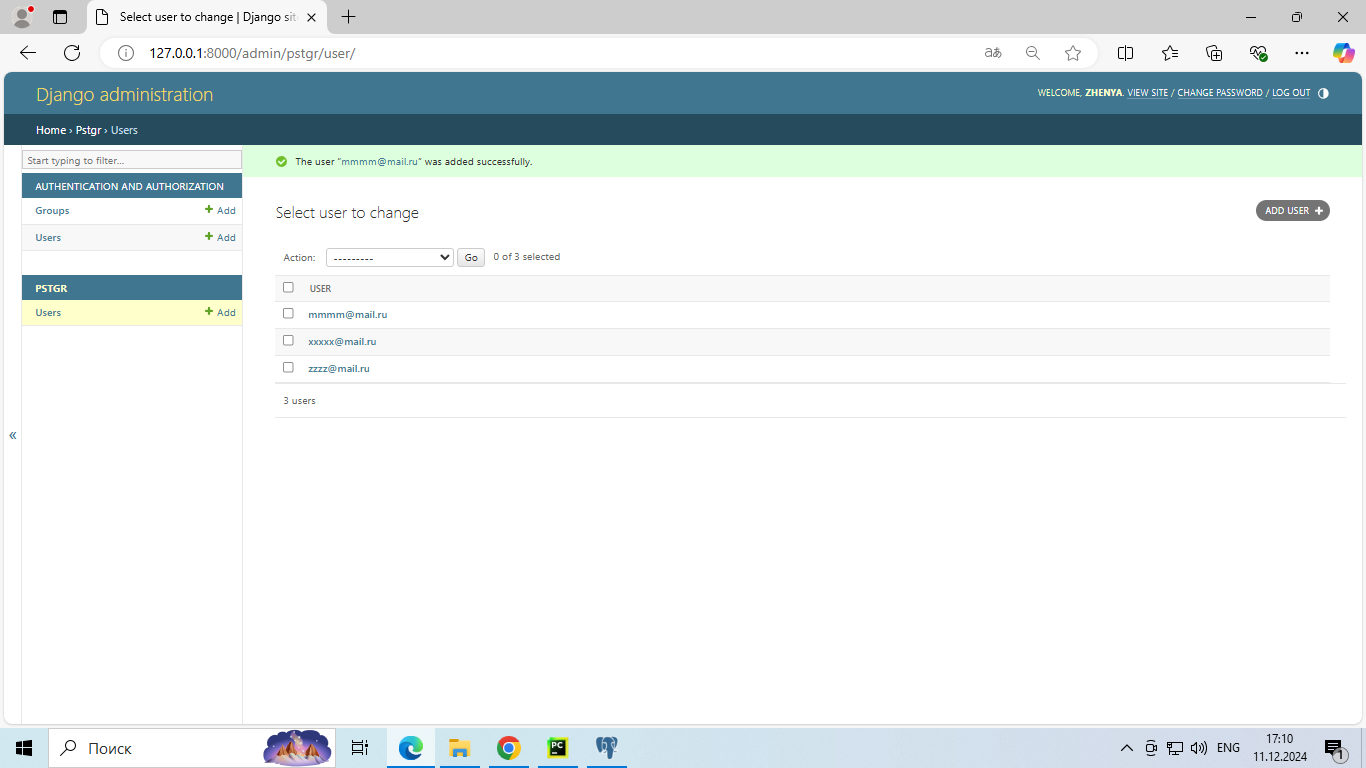 Select user to change | Django sit
127.0.0.1:8000/admin/pstgr/user/
Django administration
WELCOME, ZHENYA. VIEW SITE / CHANGE PASSWORD / LOG OUT
Home › Pstgr › Users
Start typing to filter...
The user “mmmm@mail.ru” was added successfully.
AUTHENTICATION AND AUTHORIZATION
Groups + Add
Users + Add
PSTGR
Users + Add
Select user to change
ADD USER +
Action: --------- Go 0 of 3 selected
USER
mmmm@mail.ru
xxxxx@mail.ru
zzzz@mail.ru
3 users
«
Поиск
PC
ENG
17:10
11.12.2024
1